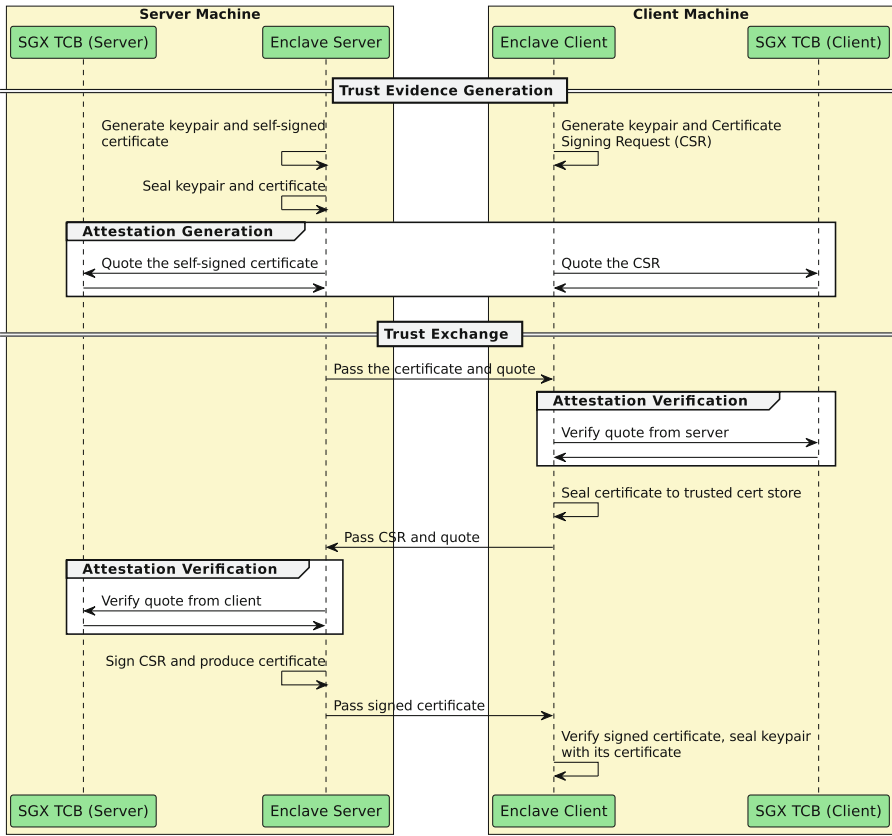 Server Machine
Client Machine
SGX TCB (Server)
Enclave Server
Enclave Client
SGX TCB (Client)
Trust Evidence Generation
Generate keypair and self-signed
certificate
Generate keypair and Certificate
Signing Request (CSR)
Seal keypair and certificate
Attestation Generation
Quote the self-signed certificate
Quote the CSR
Trust Exchange
Pass the certificate and quote
Attestation Verification
Verify quote from server
Seal certificate to trusted cert store
Pass CSR and quote
Attestation Verification
Verify quote from client
Sign CSR and produce certificate
Pass signed certificate
Verify signed certificate, seal keypair
with its certificate
SGX TCB (Server)
Enclave Server
Enclave Client
SGX TCB (Client)